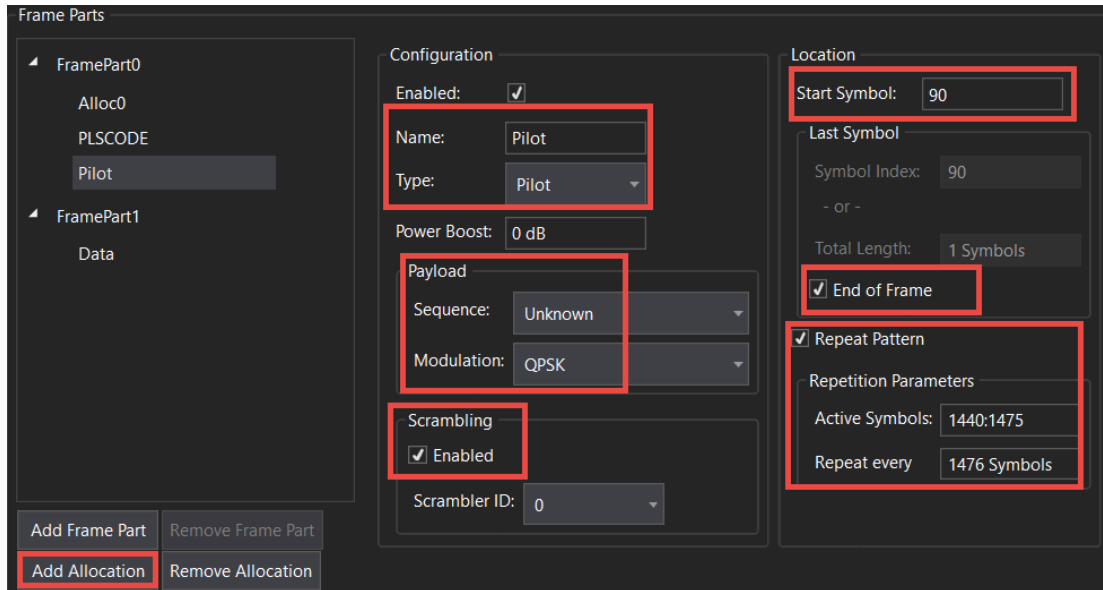 Frame Parts
FramePart0
Alloc0
PLSCODE
Pilot
FramePart1
Data
Add Frame Part
Remove Frame Part
Add Allocation
Remove Allocation
Configuration
Enabled:
Name: Pilot
Type: Pilot
Power Boost: 0 dB
Payload
Sequence: Unknown
Modulation: QPSK
Scrambling
Enabled
Scrambler ID: 0
Location
Start Symbol: 90
Last Symbol
Symbol Index: 90
- or -
Total Length: 1 Symbols
End of Frame
Repeat Pattern
Repetition Parameters
Active Symbols: 1440:1475
Repeat every 1476 Symbols